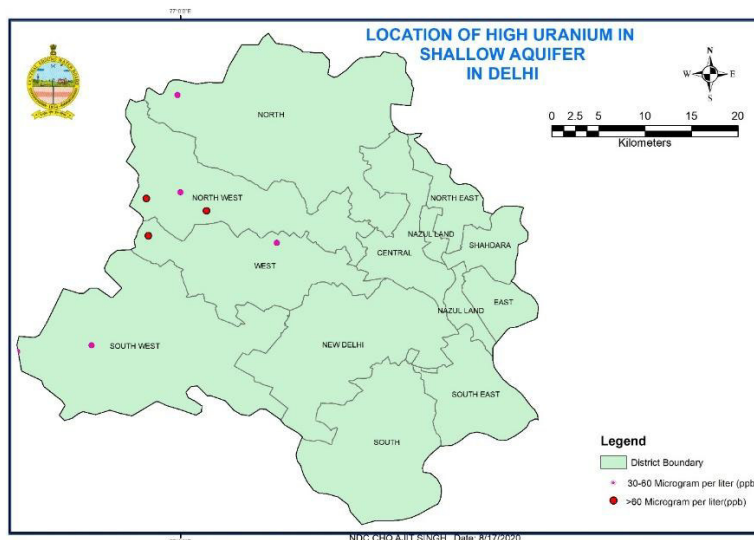 77°0'0"E
LOCATION OF HIGH URANIUM IN
SHALLOW AQUIFER
IN DELHI
N
W E
S
0 2.5 5 10 15 20
Kilometers
NORTH
NORTH WEST
NORTH EAST
NAZUL LAND
SHAHDARA
CENTRAL
WEST
EAST
NAZUL LAND
SOUTH WEST
NEW DELHI
SOUTH EAST
SOUTH
Legend
District Boundary
30-60 Microgram per liter (ppb
>60 Microgram per liter(ppb)
NDC CHQ AJIT SINGH Date: 8/17/2020